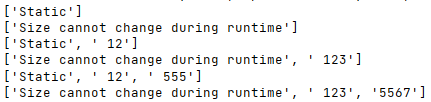 ['Static']
['Size cannot change during runtime']
['Static', ' 12']
['Size cannot change during runtime', ' 123']
['Static', ' 12', ' 555']
['Size cannot change during runtime', ' 123', '5567']